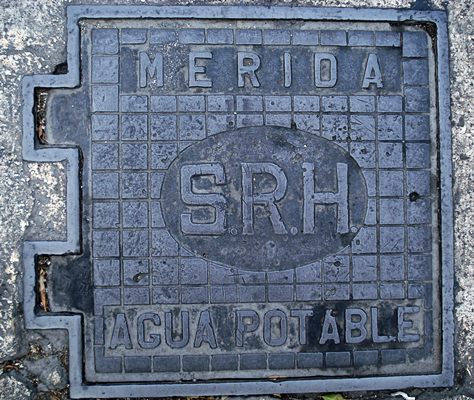 MERIDA
S.R.H.
AGUA POTABLE